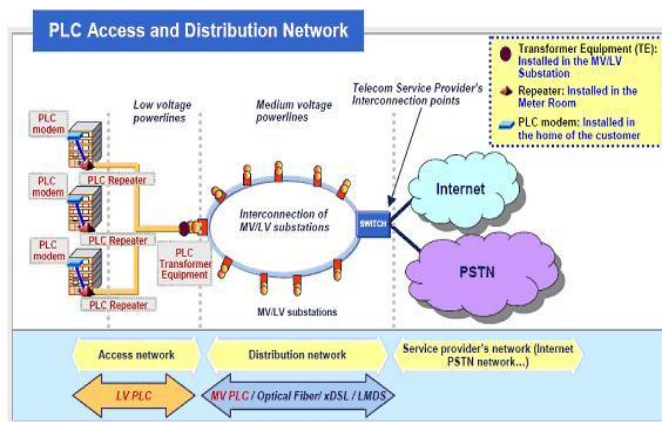 PLC Access and Distribution Network
Transformer Equipment (TE):
Installed in the MV/LV
Substation
Repeater: Installed in the
Meter Room
PLC modem: Installed in
the home of the customer
Low voltage
powerlines
Medium voltage
powerlines
Telecom Service Provider's
Interconnection points
PLC
modem
PLC Repeater
PLC
modem
PLC Repeater
PLC
modem
PLC Repeater
PLC
Transformer
Equipment
Interconnection of
MV/LV substations
MV/LV substations
SWITCH
Internet
PSTN
Access network
Distribution network
Service provider's network (Internet
PSTN network...)
LV PLC
MV PLC / Optical Fiber/ xDSL / LMDS